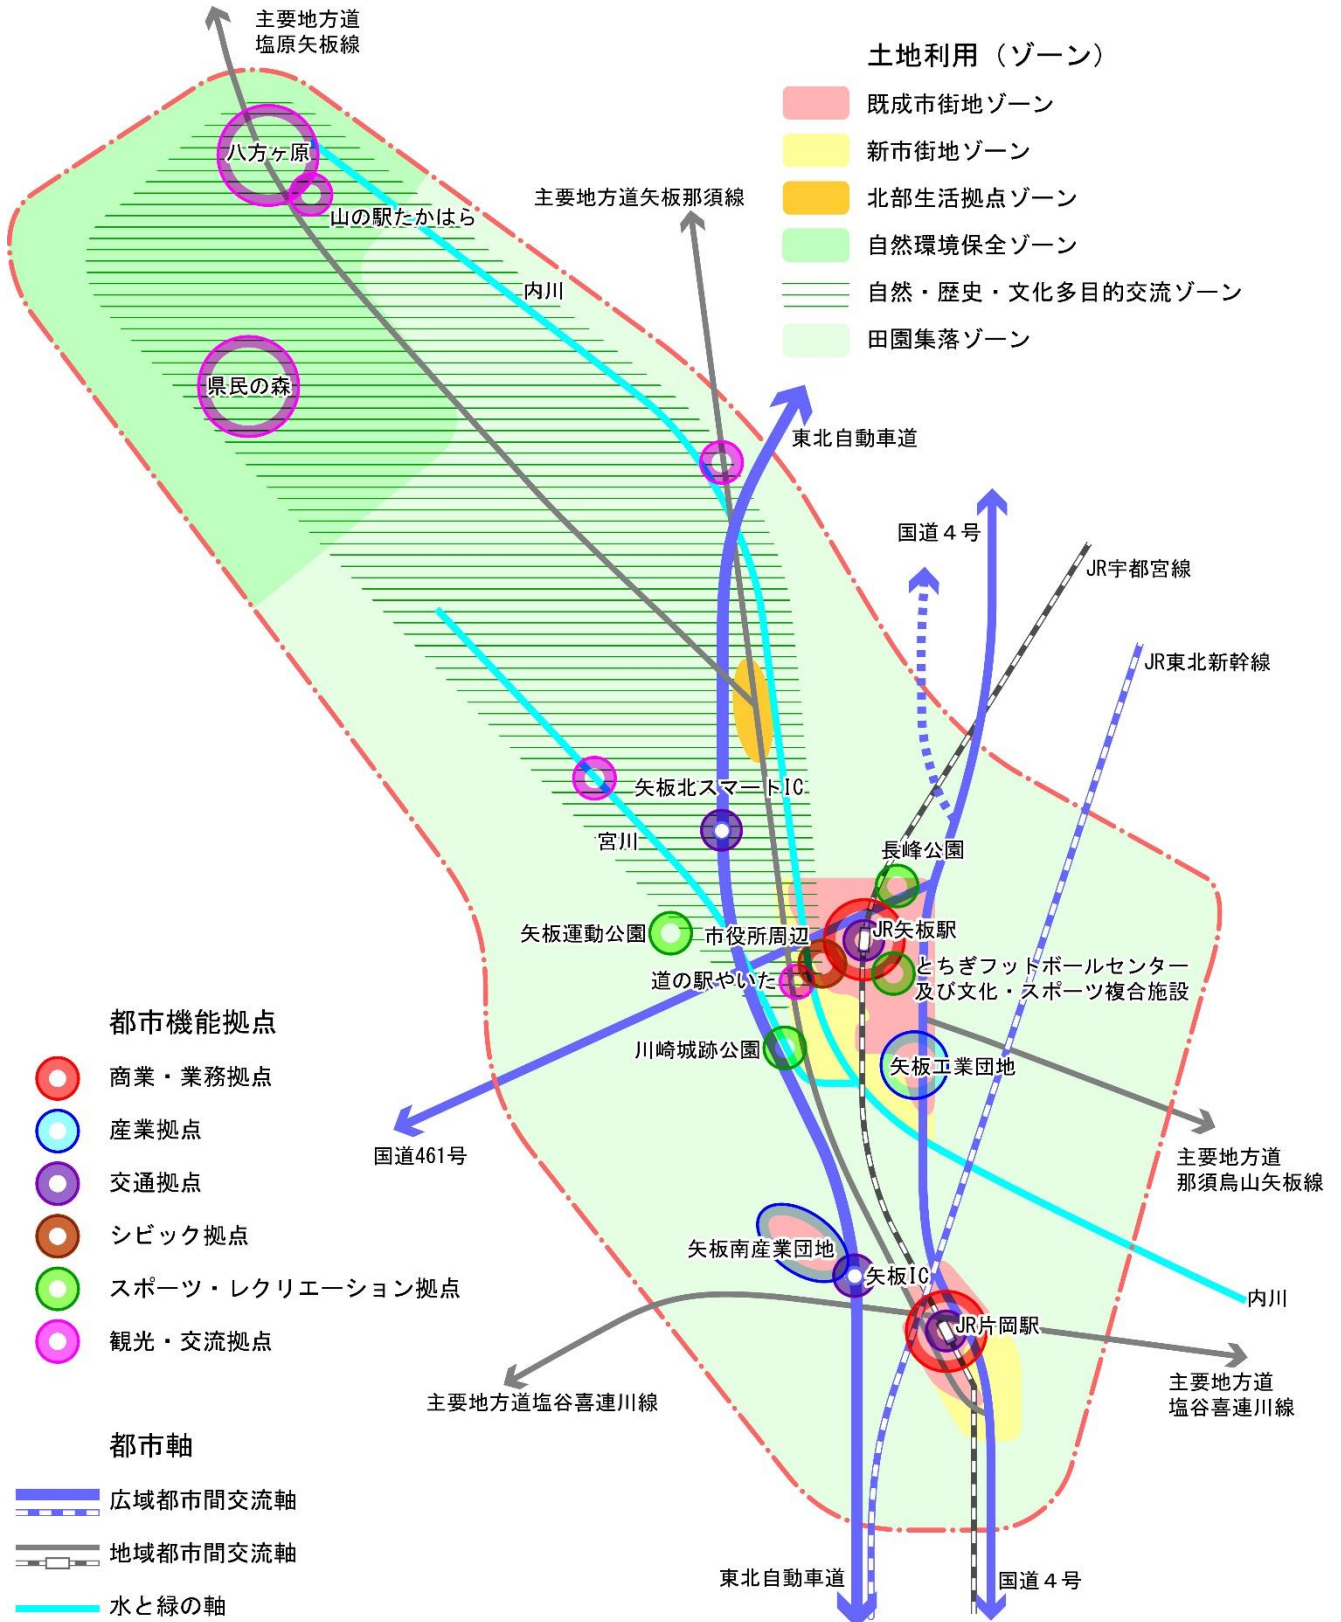 主要地方道
塩原矢板線
土地利用（ゾーン）
既成市街地ゾーン
新市街地ゾーン
北部生活拠点ゾーン
自然環境保全ゾーン
自然・歴史・文化多目的交流ゾーン
田園集落ゾーン
八方ヶ原
山の駅たかはら
主要地方道矢板那須線
内川
県民の森
東北自動車道
国道４号
JR宇都宮線
JR東北新幹線
矢板北スマートIC
宮川
長峰公園
矢板運動公園
市役所周辺
JR矢板駅
道の駅やいた
とちぎフットボールセンター
及び文化・スポーツ複合施設
川崎城跡公園
矢板工業団地
国道461号
主要地方道
那須烏山矢板線
矢板南産業団地
矢板IC
内川
JR片岡駅
主要地方道塩谷喜連川線
主要地方道
塩谷喜連川線
東北自動車道
国道４号
都市機能拠点
商業・業務拠点
産業拠点
交通拠点
シビック拠点
スポーツ・レクリエーション拠点
観光・交流拠点
都市軸
広域都市間交流軸
地域都市間交流軸
水と緑の軸